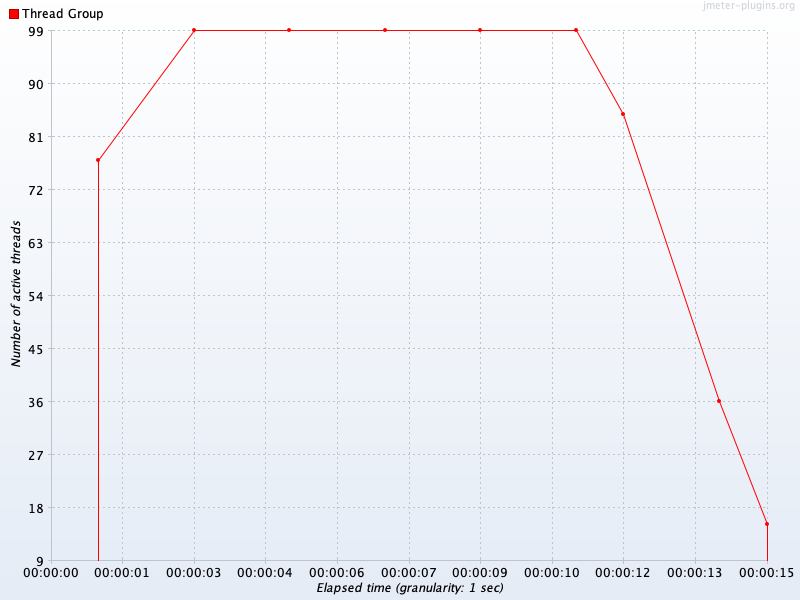 jmeter-plugins.org
Thread Group
99
90
81
72
63
54
45
36
27
18
9
Number of active threads
00:00:00 00:00:01 00:00:03 00:00:04 00:00:06 00:00:07 00:00:09 00:00:10 00:00:12 00:00:13 00:00:15
Elapsed time (granularity: 1 sec)